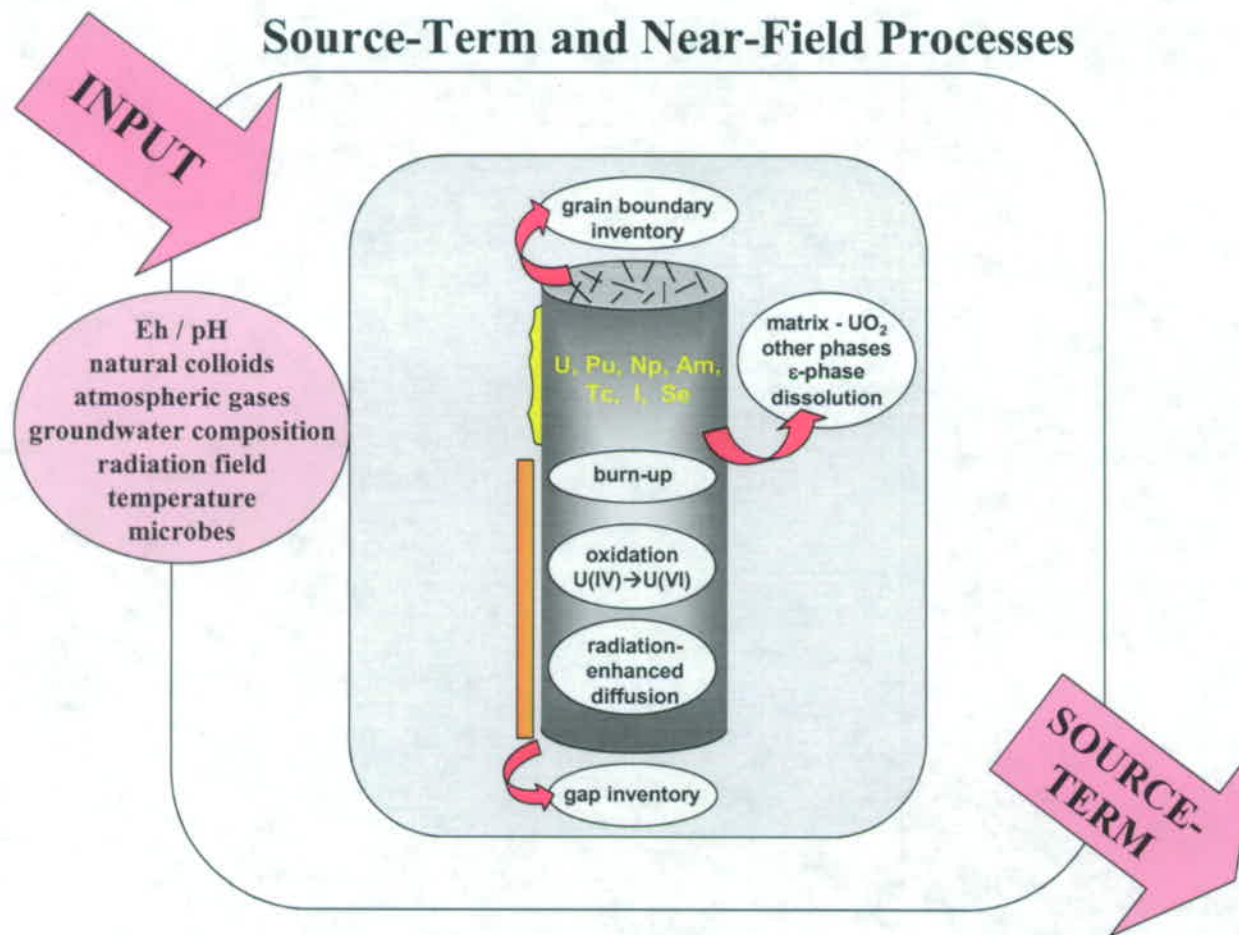 Source-Term and Near-Field Processes
INPUT
Eh / pH
natural colloids
atmospheric gases
groundwater composition
radiation field
temperature
microbes
grain boundary
inventory
U, Pu, Np, Am,
Tc, I, Se
matrix - UO₂
other phases
ε-phase
dissolution
burn-up
oxidation
U(IV)→U(VI)
radiation-
enhanced
diffusion
gap inventory
SOURCE-
TERM